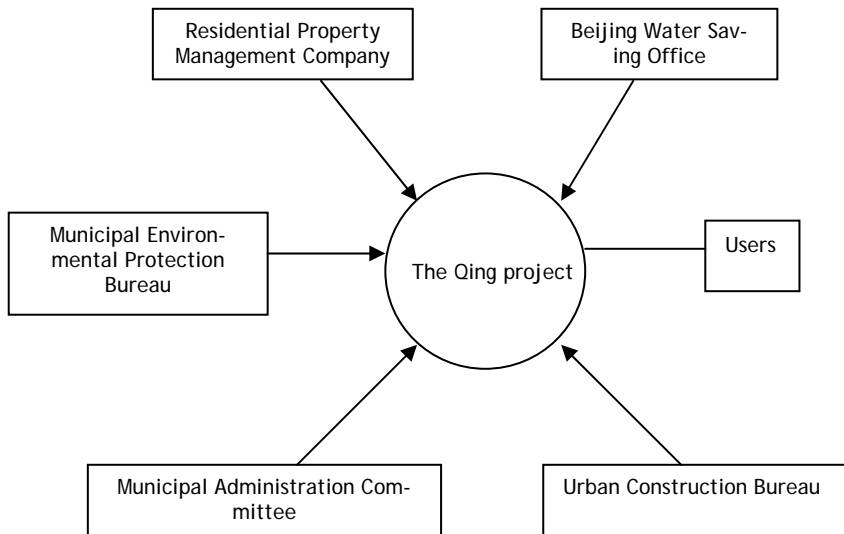 Residential Property
Management Company
Beijing Water Sav-
ing Office
Municipal Environ-
mental Protection
Bureau
The Qing project
Users
Municipal Administration Com-
mittee
Urban Construction Bureau